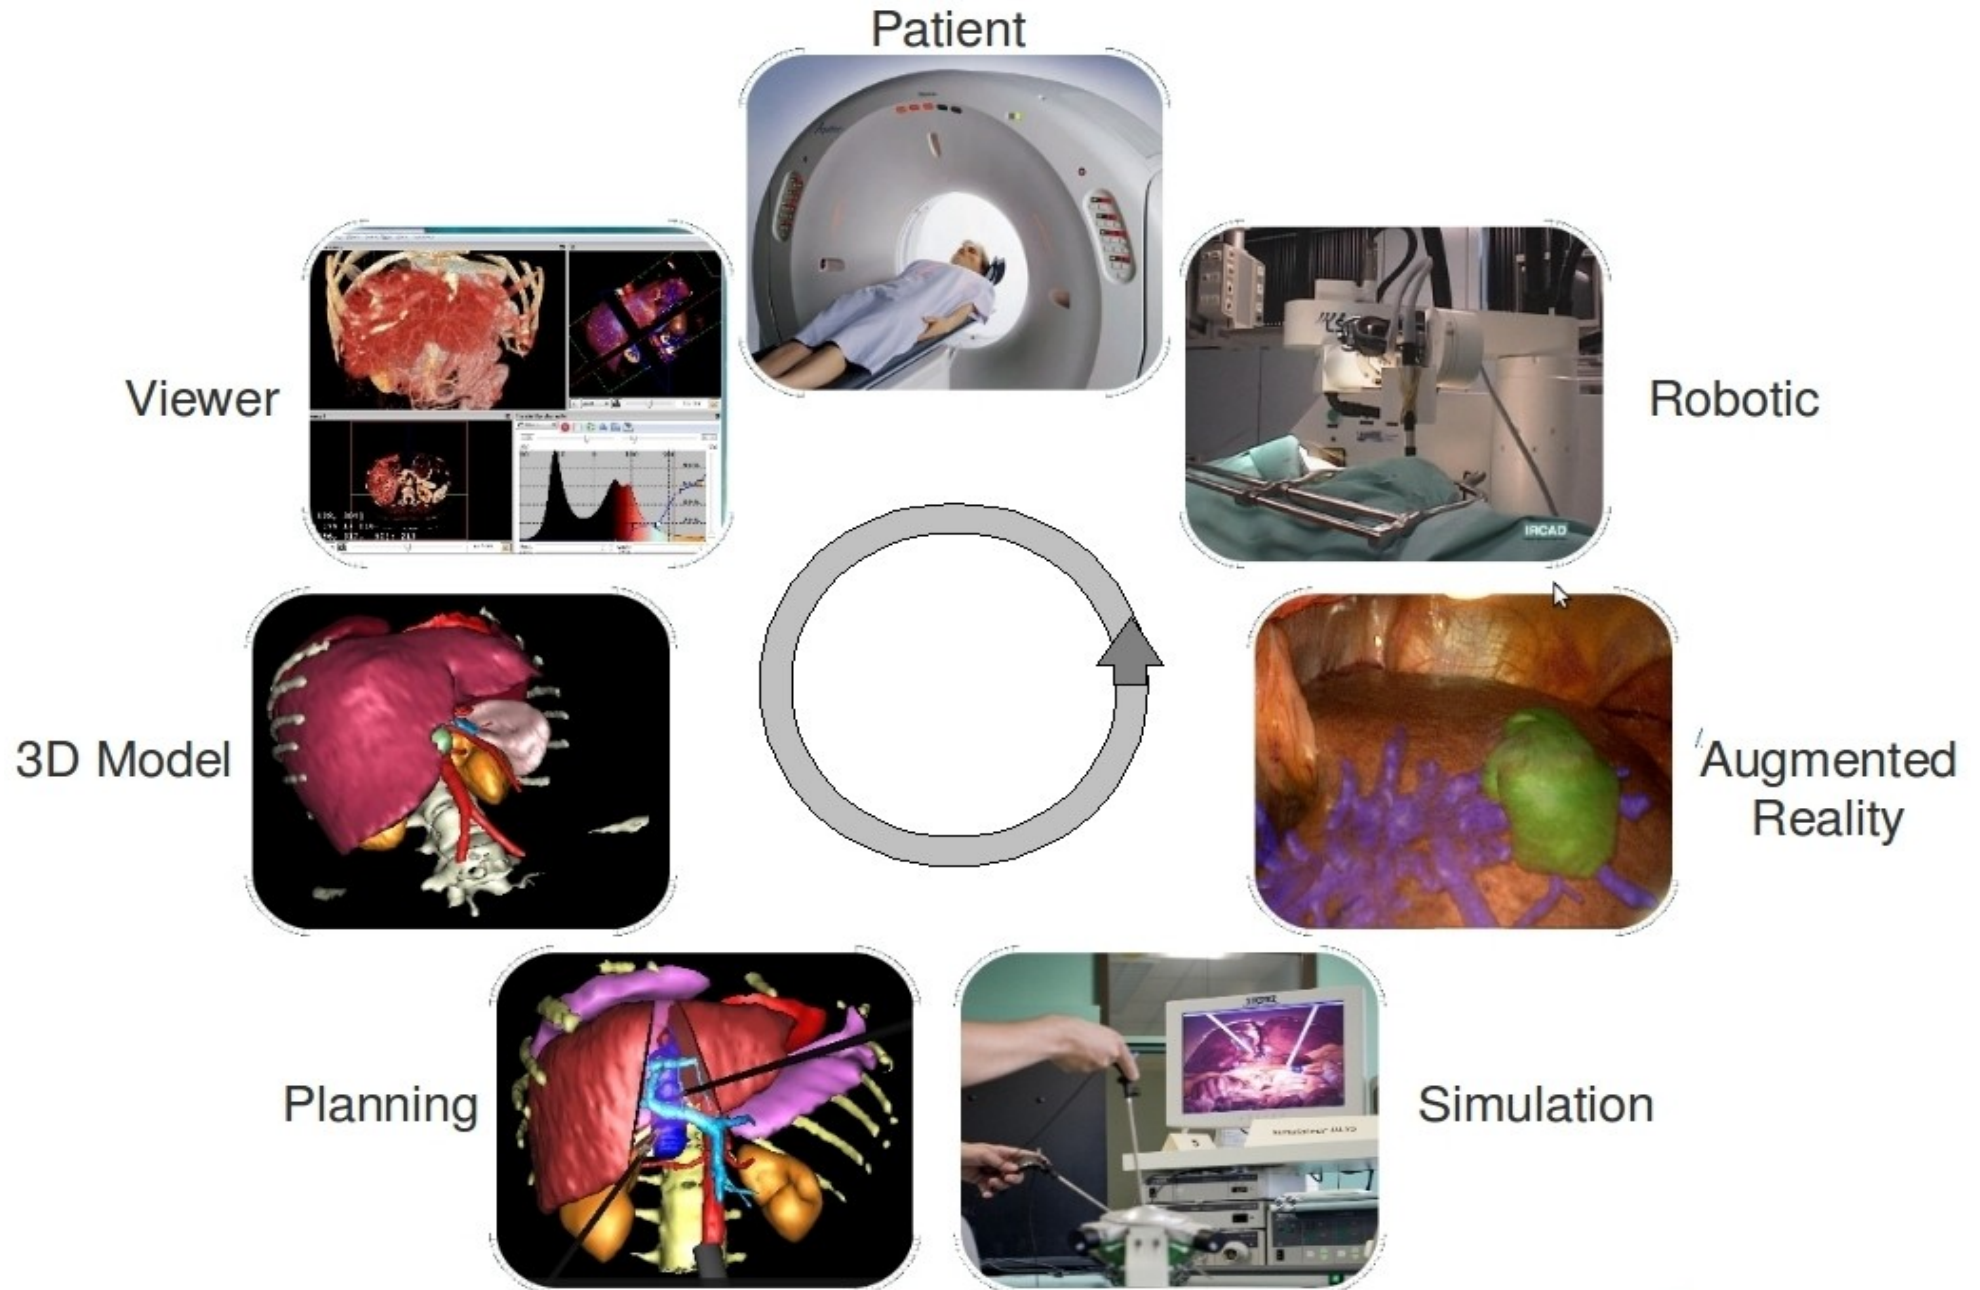 Patient
Viewer
Robotic
IRCAD
3D Model
Augmented
Reality
Planning
Simulation